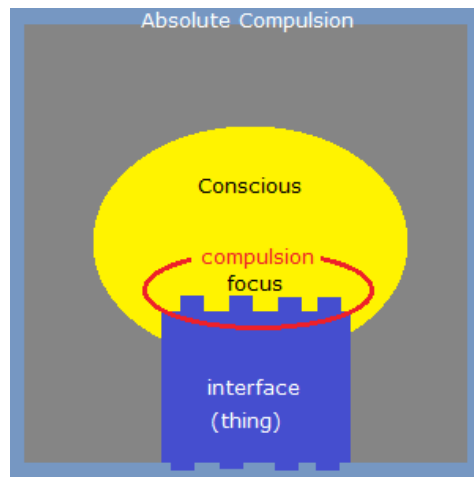 Absolute Compulsion
Conscious
compulsion
focus
interface
(thing)